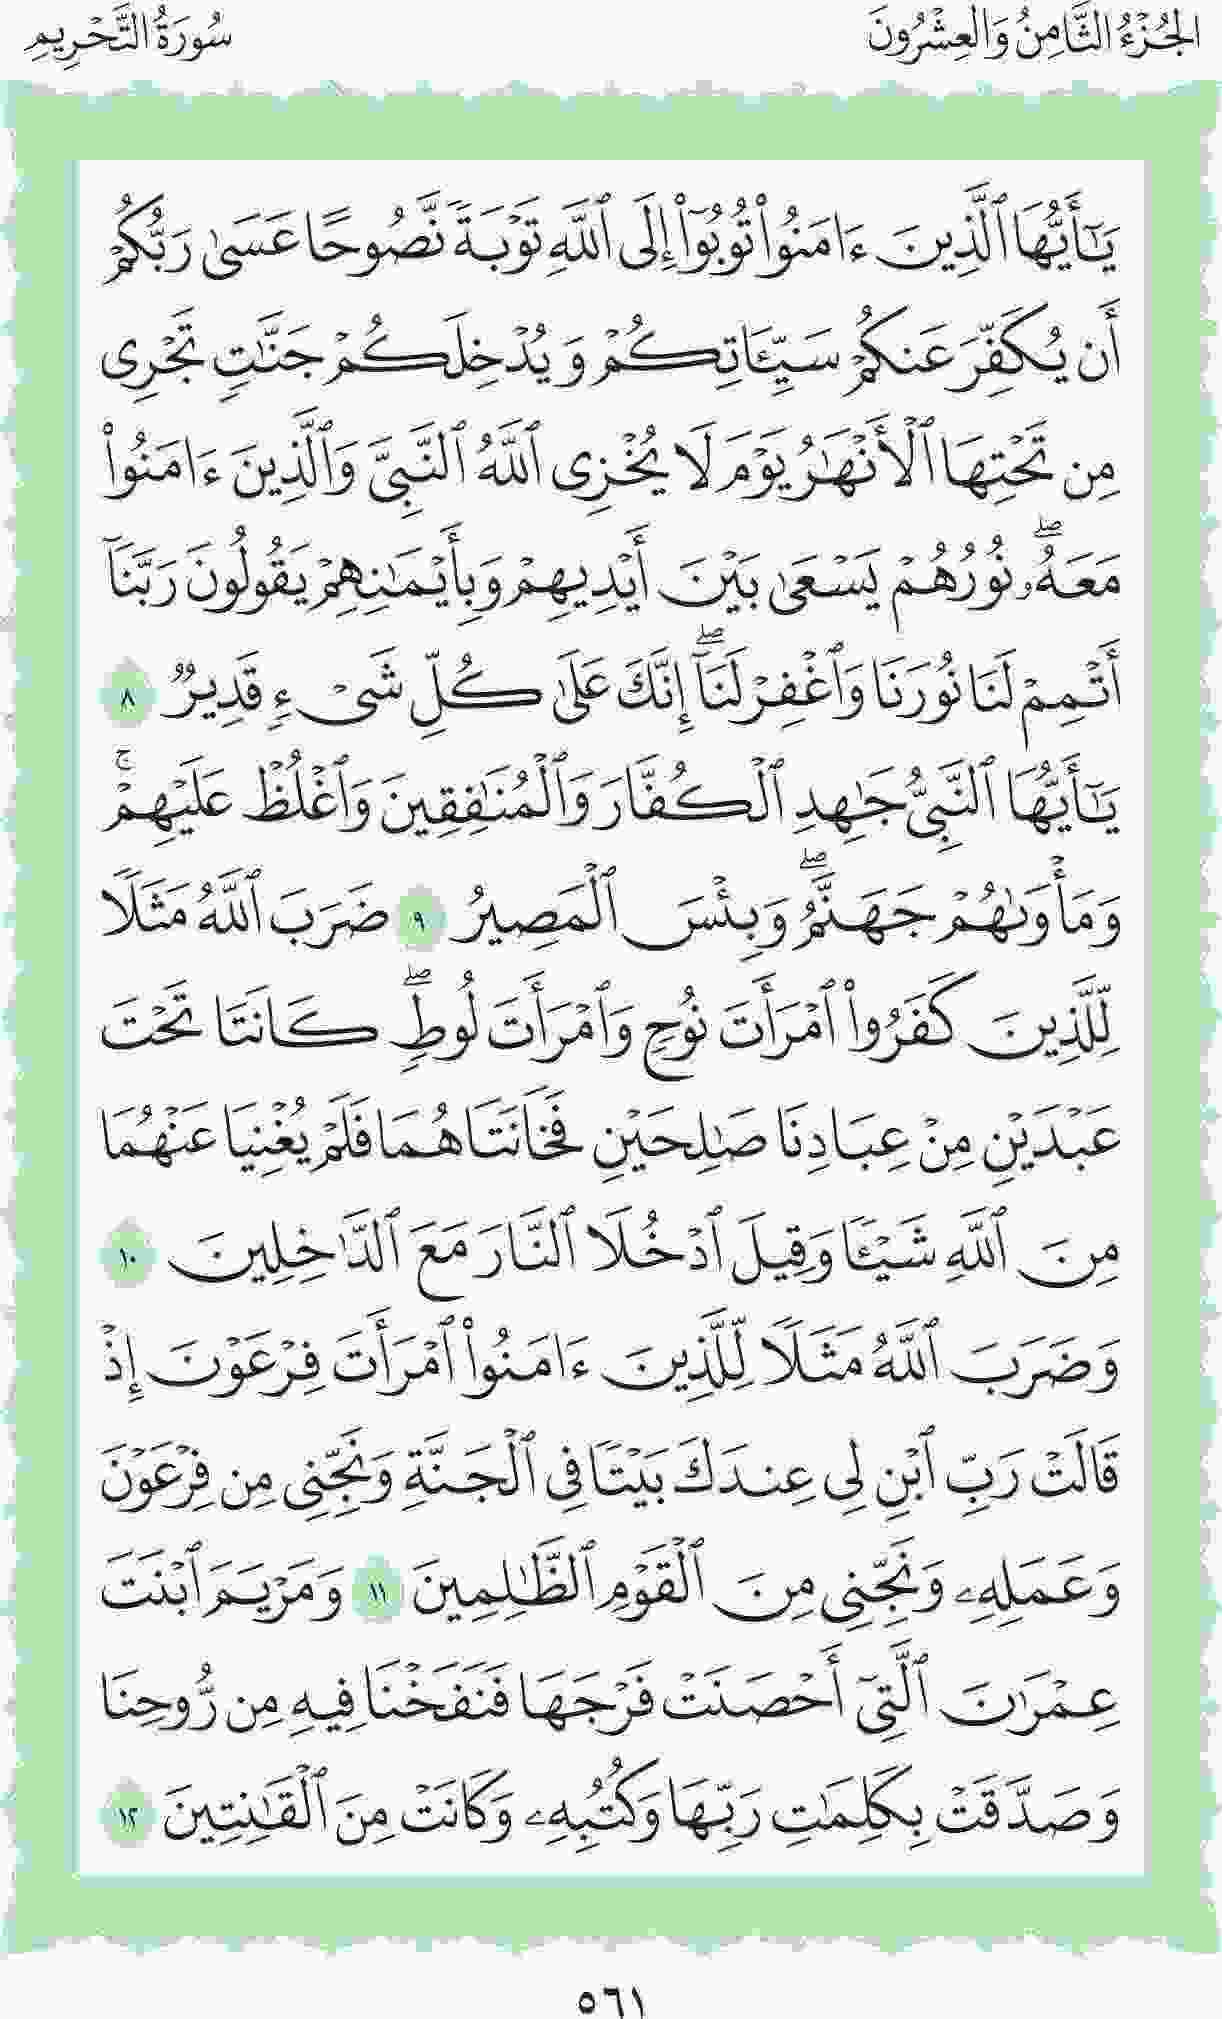 الجُزْءُ الثَّامِنُ وَالعِشْرُونَ سُورَةُ التَّحْرِيمِ
يَٰٓأَيُّهَا ٱلَّذِينَ ءَامَنُواْ تُوبُوٓاْ إِلَى ٱللَّهِ تَوْبَةٗ نَّصُوحًا عَسَىٰ رَبُّكُمْ
أَن يُكَفِّرَ عَنكُمْ سَيِّـَٔاتِكُمْ وَيُدْخِلَكُمْ جَنَّٰتٖ تَجْرِي
مِن تَحْتِهَا ٱلْأَنْهَٰرُ يَوْمَ لَا يُخْزِي ٱللَّهُ ٱلنَّبِيَّ وَٱلَّذِينَ ءَامَنُواْ
مَعَهُۥۖ نُورُهُمْ يَسْعَىٰ بَيْنَ أَيْدِيهِمْ وَبِأَيْمَٰنِهِمْ يَقُولُونَ رَبَّنَآ
أَتْمِمْ لَنَا نُورَنَا وَٱغْفِرْ لَنَآۖ إِنَّكَ عَلَىٰ كُلِّ شَيْءٖ قَدِيرٞ ٨
يَٰٓأَيُّهَا ٱلنَّبِيُّ جَٰهِدِ ٱلْكُفَّارَ وَٱلْمُنَٰفِقِينَ وَٱغْلُظْ عَلَيْهِمْۚ
وَمَأْوَىٰهُمْ جَهَنَّمُۖ وَبِئْسَ ٱلْمَصِيرُ ٩ ضَرَبَ ٱللَّهُ مَثَلٗا
لِّلَّذِينَ كَفَرُواْ ٱمْرَأَتَ نُوحٖ وَٱمْرَأَتَ لُوطٖۖ كَانَتَا تَحْتَ
عَبْدَيْنِ مِنْ عِبَادِنَا صَٰلِحَيْنِ فَخَانَتَاهُمَا فَلَمْ يُغْنِيَا عَنْهُمَا
مِنَ ٱللَّهِ شَيْـٔٗا وَقِيلَ ٱدْخُلَا ٱلنَّارَ مَعَ ٱلدَّٰخِلِينَ ١٠
وَضَرَبَ ٱللَّهُ مَثَلٗا لِّلَّذِينَ ءَامَنُواْ ٱمْرَأَتَ فِرْعَوْنَ إِذْ
قَالَتْ رَبِّ ٱبْنِ لِي عِندَكَ بَيْتٗا فِي ٱلْجَنَّةِ وَنَجِّنِي مِن فِرْعَوْنَ
وَعَمَلِهِۦ وَنَجِّنِي مِنَ ٱلْقَوْمِ ٱلظَّٰلِمِينَ ١١ وَمَرْيَمَ ٱبْنَتَ
عِمْرَٰنَ ٱلَّتِيٓ أَحْصَنَتْ فَرْجَهَا فَنَفَخْنَا فِيهِ مِن رُّوحِنَا
وَصَدَّقَتْ بِكَلِمَٰتِ رَبِّهَا وَكُتُبِهِۦ وَكَانَتْ مِنَ ٱلْقَٰنِتِينَ ١٢
٥٦١